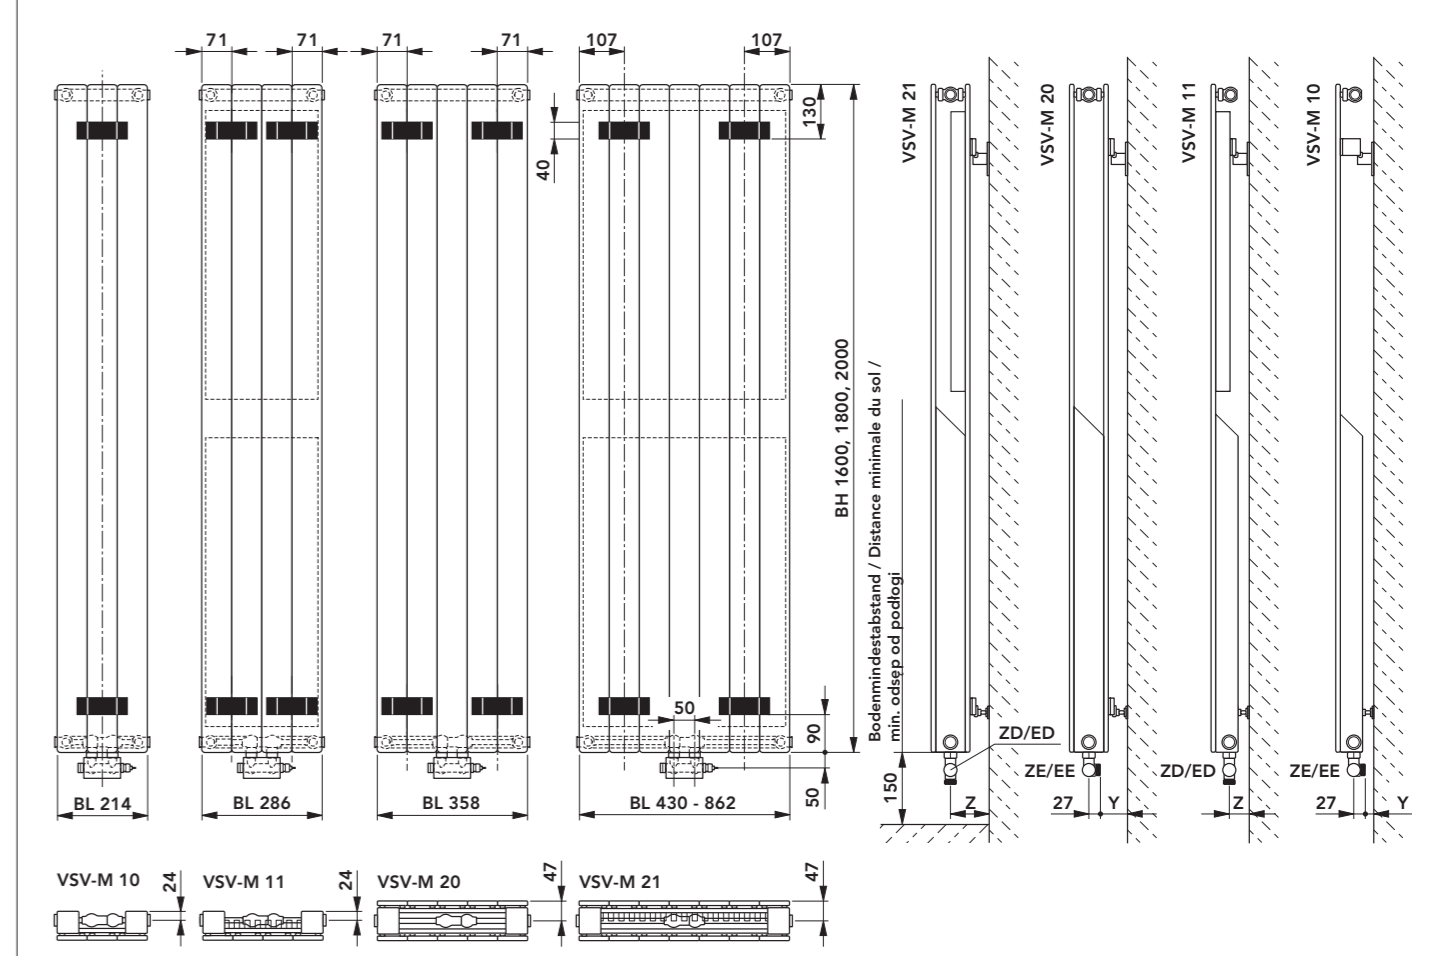 71
71
71
71
107
107
130
40
BH 1600, 1800, 2000
50
90
50
BL 214
BL 286
BL 358
BL 430 - 862
Bodenmindestabstand / Distance minimale du sol /
min. odsęp od podłogi
150
VSV-M 21
VSV-M 20
VSV-M 11
VSV-M 10
ZD/ED
ZE/EE
ZD/ED
ZE/EE
Z
27
Y
Z
27
Y
VSV-M 10
24
VSV-M 11
24
VSV-M 20
47
VSV-M 21
47